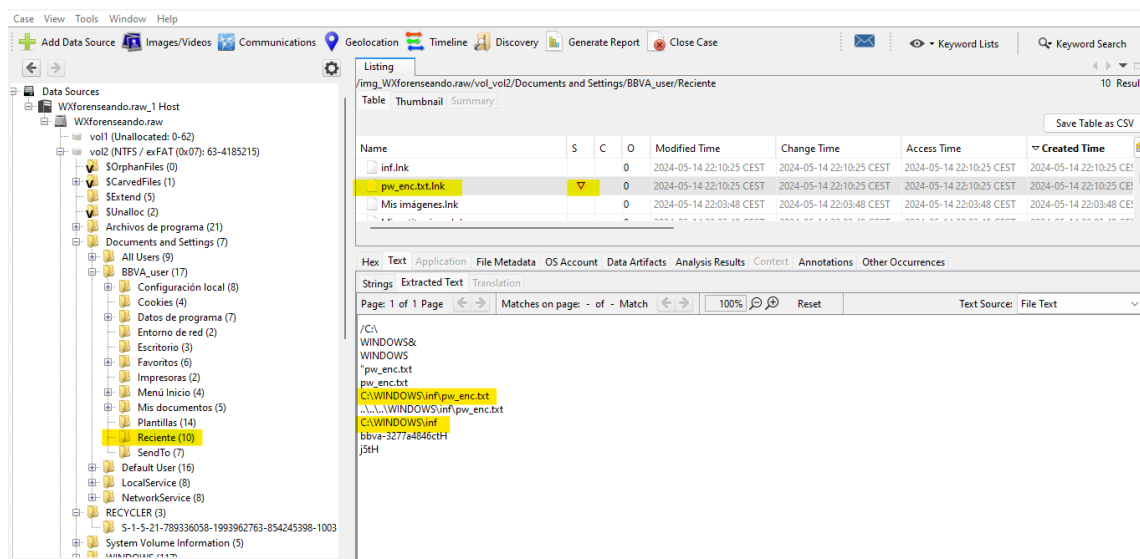 Case View Tools Window Help
Add Data Source Images/Videos Communications Geolocation Timeline Discovery Generate Report Close Case Keyword Lists Keyword Search
Data Sources
WXforenseando.raw_1 Host
WXforenseando.raw
vol1 (Unallocated: 0-62)
vol2 (NTFS / exFAT (0x07): 63-4185215)
$OrphanFiles (0)
$CarvedFiles (1)
$Extend (5)
$Unalloc (2)
Archivos de programa (21)
Documents and Settings (7)
All Users (9)
BBVA_user (17)
Configuración local (8)
Cookies (4)
Datos de programa (7)
Entorno de red (2)
Escritorio (3)
Favoritos (6)
Impresoras (2)
Menú Inicio (4)
Mis documentos (5)
Plantillas (14)
Reciente (10)
SendTo (7)
Default User (16)
LocalService (8)
NetworkService (8)
RECYCLER (3)
S-1-5-21-789336058-1993962763-854245398-1003
System Volume Information (5)
WINDOWS (117)
Listing
/img_WXforenseando.raw/vol_vol2/Documents and Settings/BBVA_user/Reciente 10 Resul
Table Thumbnail Summary
Save Table as CSV
Name S C O Modified Time Change Time Access Time Created Time
inf.lnk 0 2024-05-14 22:10:25 CEST 2024-05-14 22:10:25 CEST 2024-05-14 22:10:25 CEST 2024-05-14 22:10:25 CES
pw_enc.txt.lnk 0 2024-05-14 22:10:25 CEST 2024-05-14 22:10:25 CEST 2024-05-14 22:10:25 CEST 2024-05-14 22:10:25 CES
Mis imágenes.lnk 0 2024-05-14 22:03:48 CEST 2024-05-14 22:03:48 CEST 2024-05-14 22:03:48 CEST 2024-05-14 22:03:48 CES
Hex Text Application File Metadata OS Account Data Artifacts Analysis Results Context Annotations Other Occurrences
Strings Extracted Text Translation
Page: 1 of 1 Page Matches on page: - of - Match 100% Reset Text Source: File Text
/C:\
WINDOWS&
WINDOWS
"pw_enc.txt
pw_enc.txt
C:\WINDOWS\inf\pw_enc.txt
..\..\..\WINDOWS\inf\pw_enc.txt
C:\WINDOWS\inf
bbva-3277a4846ctH
j5tH